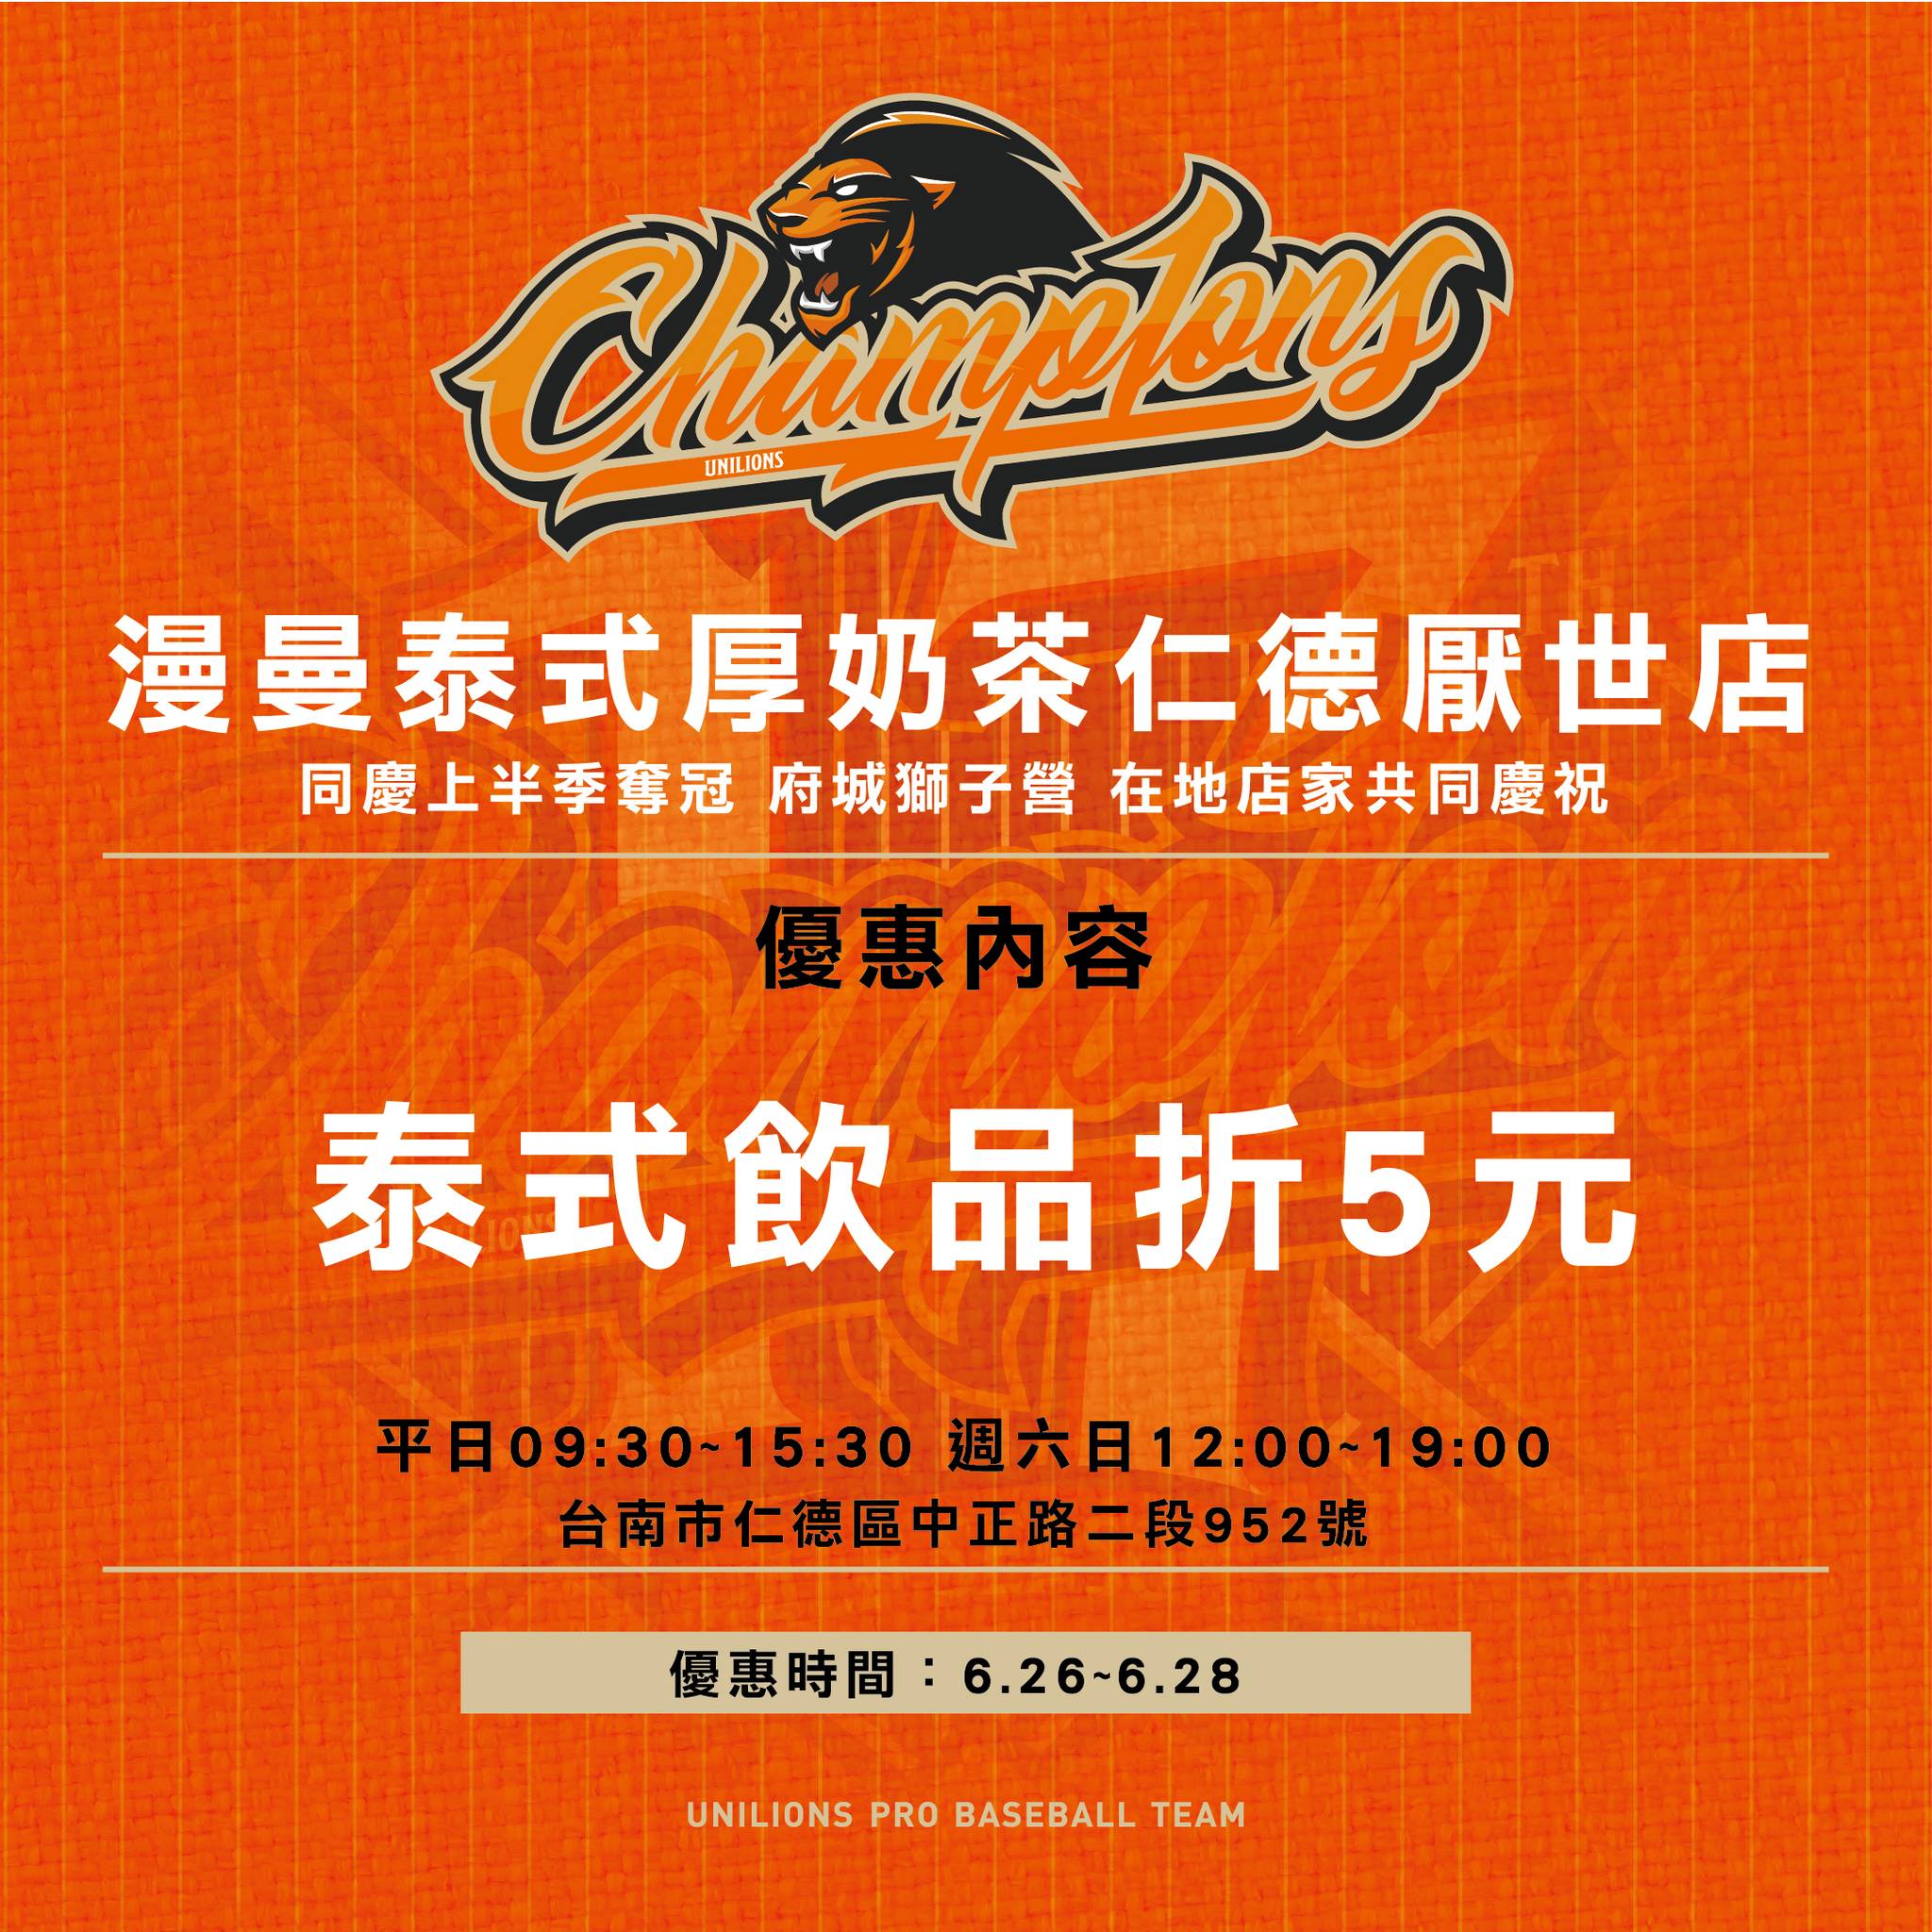 Champ1ons
UNILIONS
漫曼泰式厚奶茶仁德厭世店
同慶上半季奪冠 府城獅子營 在地店家共同慶祝
優惠內容
泰式飲品折5元
平日09:30~15:30 週六日12:00~19:00
台南市仁德區中正路二段952號
優惠時間：6.26~6.28
UNILIONS PRO BASEBALL TEAM